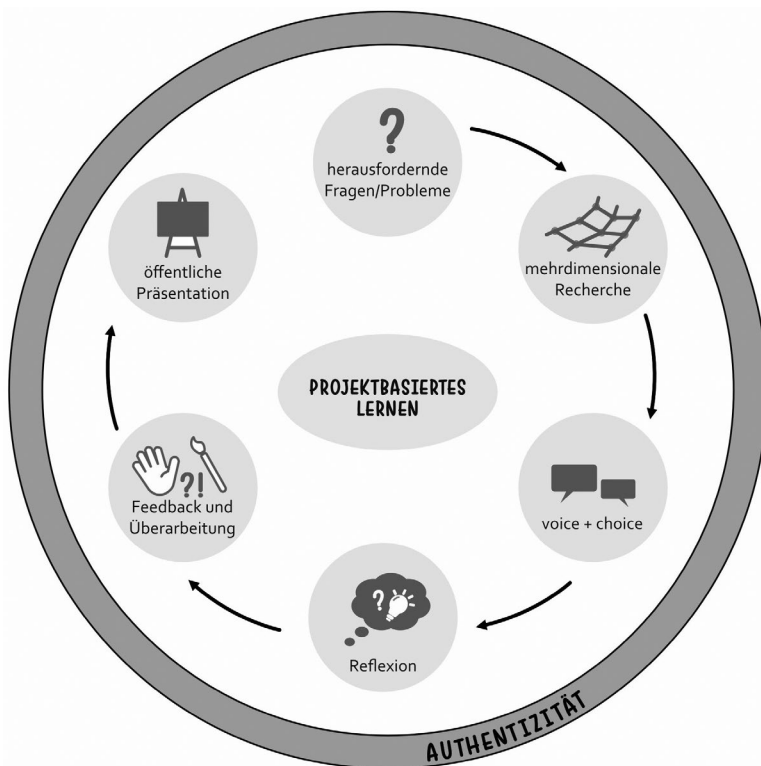 ?
herausfordernde
Fragen/Probleme
mehrdimensionale
Recherche
voice + choice
?
Reflexion
?!
Feedback und
Überarbeitung
öffentliche
Präsentation
PROJEKTBASIERTES
LERNEN
AUTHENTIZITÄT